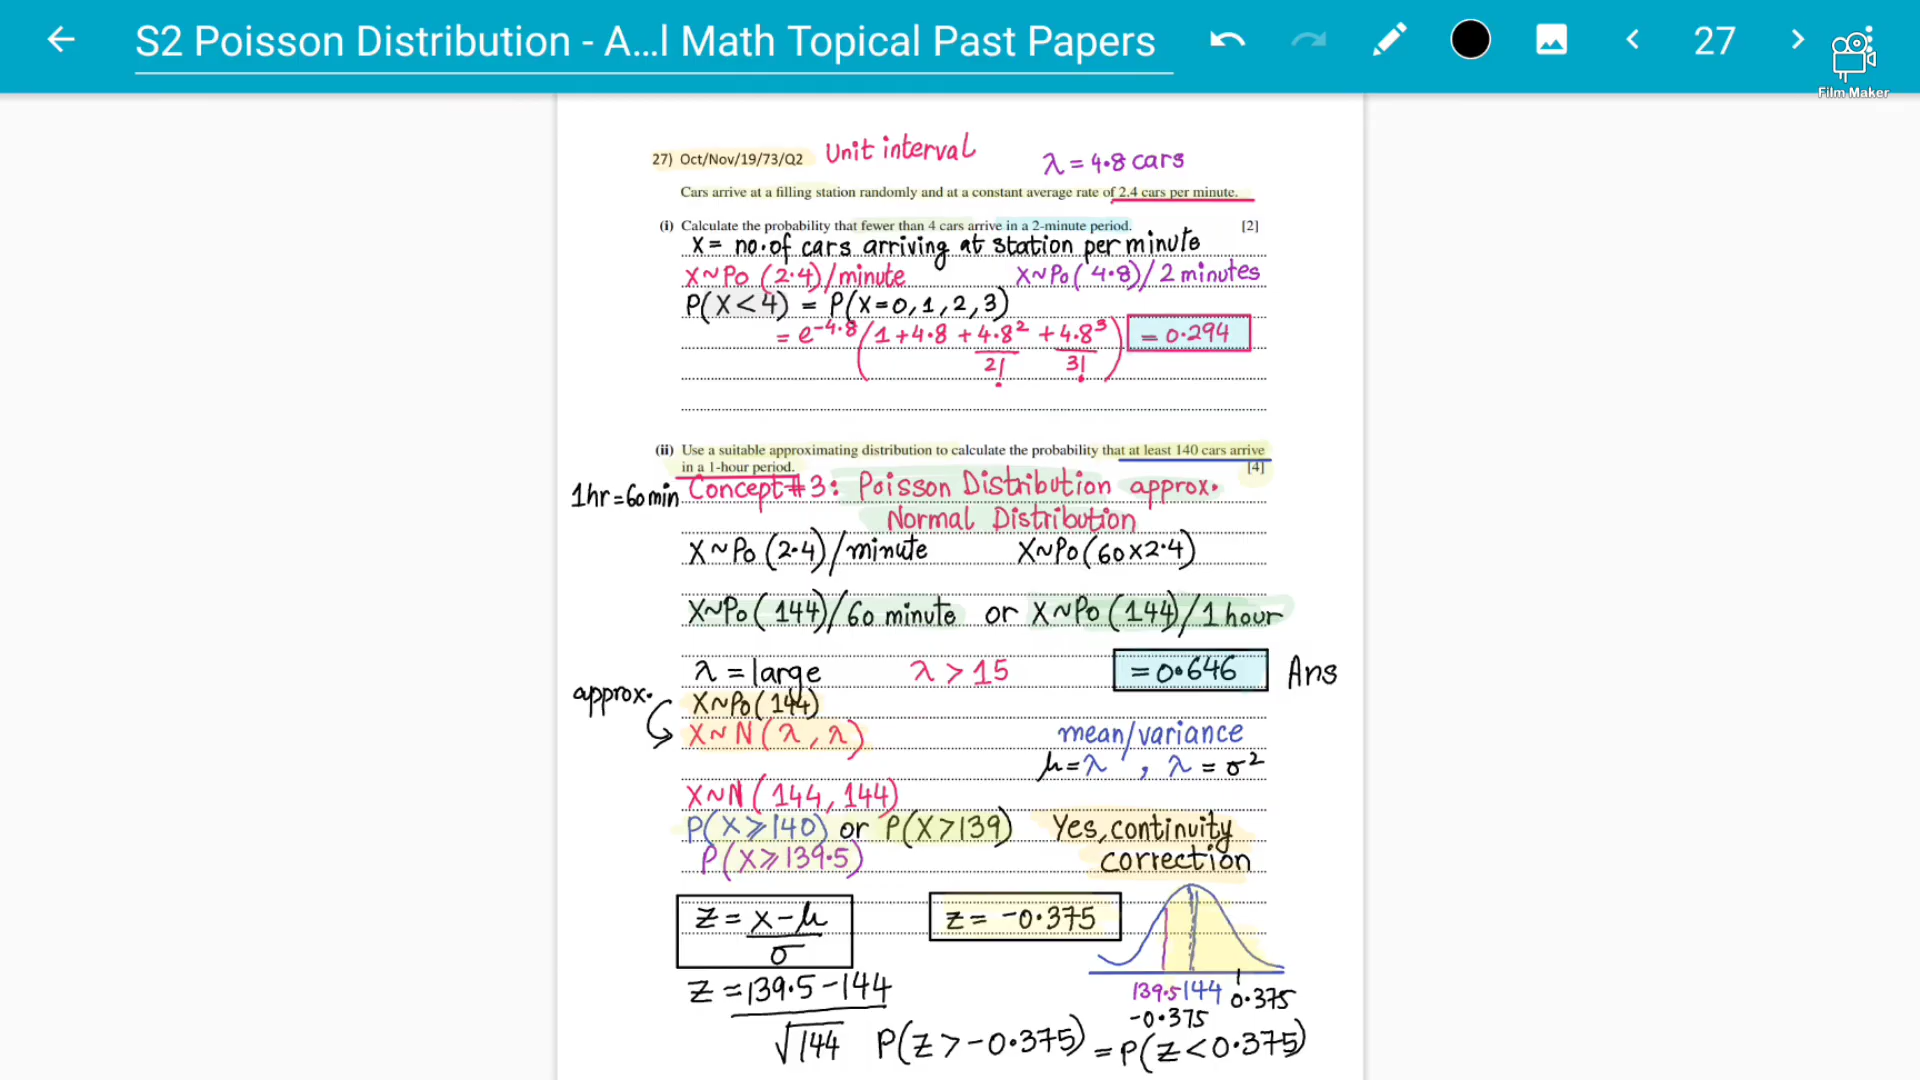 S2 Poisson Distribution - A...l Math Topical Past Papers
27
Film Maker
27) Oct/Nov/19/73/Q2 Unit interval λ = 4.8 cars
Cars arrive at a filling station randomly and at a constant average rate of 2.4 cars per minute.
(i) Calculate the probability that fewer than 4 cars arrive in a 2-minute period. [2]
X = no. of cars arriving at station per minute
X~Po (2.4)/minute X~Po(4.8)/2 minutes
P(X<4) = P(X=0,1,2,3)
= e^-4.8 (1+4.8 + 4.8²/2! + 4.8³/3!) = 0.294
(ii) Use a suitable approximating distribution to calculate the probability that at least 140 cars arrive
in a 1-hour period. [4]
1hr = 60 min Concept # 3: Poisson Distribution approx.
Normal Distribution
X~Po (2.4)/minute X~Po(60x2.4)
X~Po(144)/60 minute or X~Po(144)/1 hour
λ = large λ > 15 = 0.646 Ans
approx. X~Po(144)
X~N(λ, λ) mean/variance
μ=λ , λ = σ²
X~N(144, 144)
P(X⩾140) or P(X>139) Yes, continuity
P(X⩾139.5) correction
Z = x-μ/σ z = -0.375
Z = 139.5-144/√144
139.5 144 0.375
-0.375
P(Z>-0.375) = P(Z<0.375)